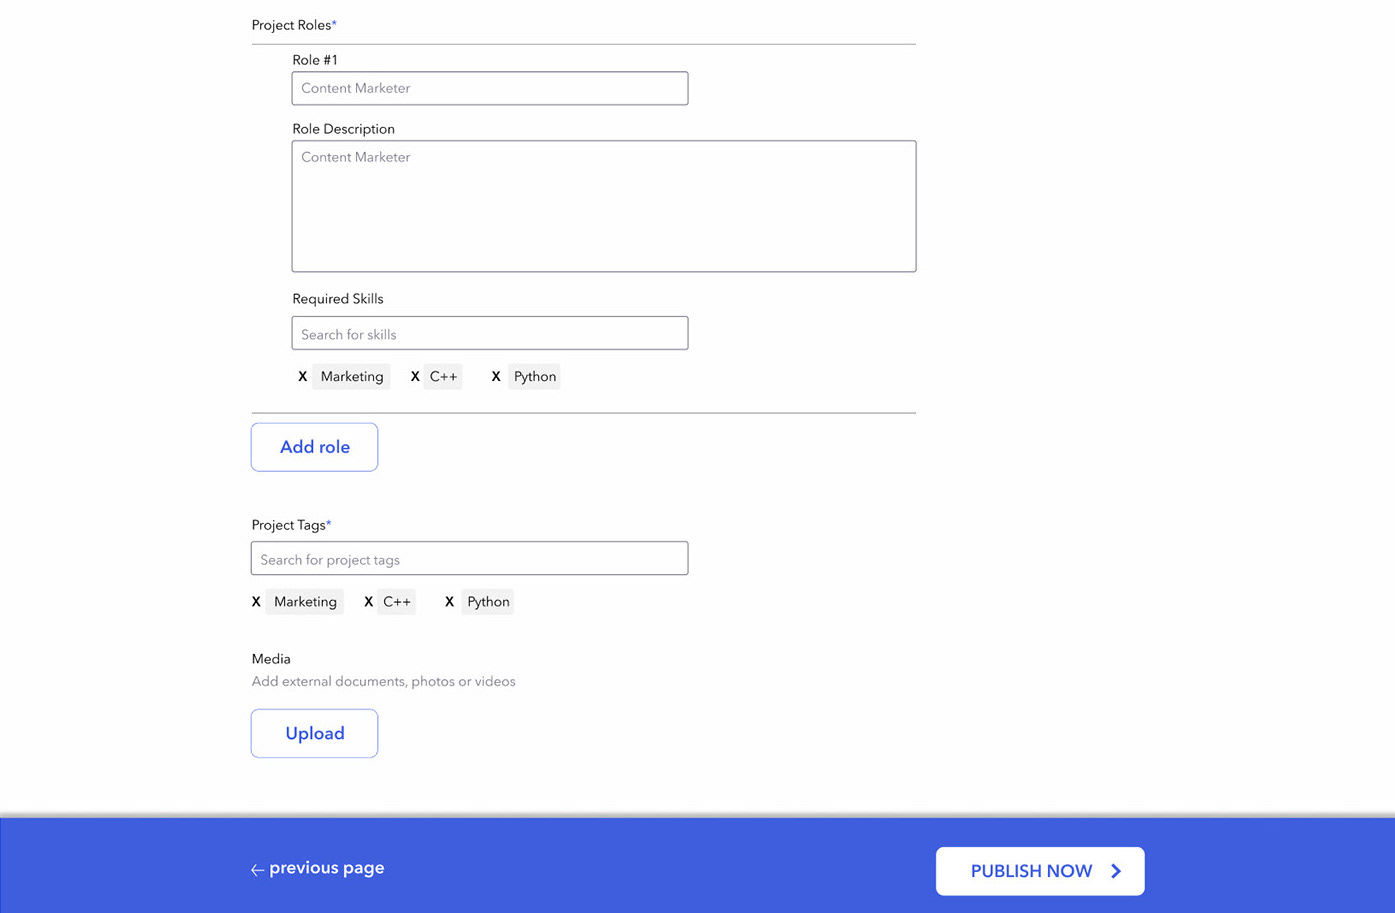 Project Roles*
Role #1
Content Marketer
Role Description
Content Marketer
Required Skills
Search for skills
X Marketing X C++ X Python
Add role
Project Tags*
Search for project tags
X Marketing X C++ X Python
Media
Add external documents, photos or videos
Upload
← previous page
PUBLISH NOW >